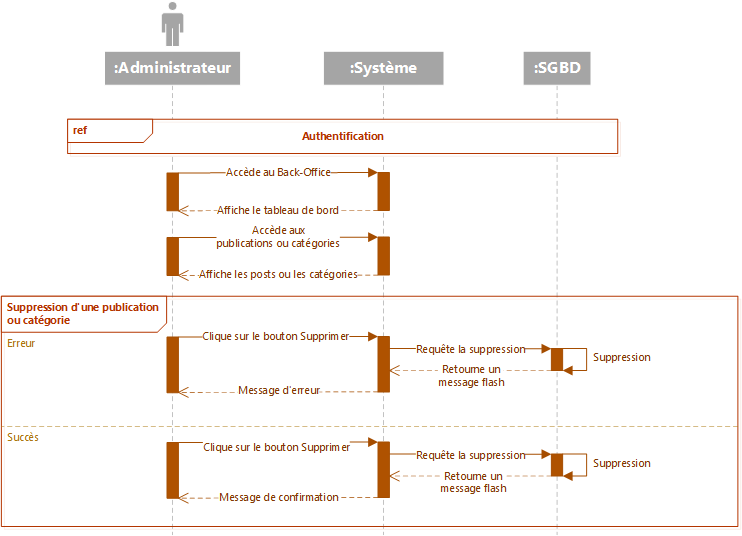 :Administrateur
:Système
:SGBD
ref
Authentification
Accède au Back-Office
Affiche le tableau de bord
Accède aux
publications ou catégories
Affiche les posts ou les catégories
Suppression d'une publication
ou catégorie
Erreur
Clique sur le bouton Supprimer
Requête la suppression
Suppression
Retourne un
message flash
Message d'erreur
Succès
Clique sur le bouton Supprimer
Requête la suppression
Suppression
Retourne un
message flash
Message de confirmation